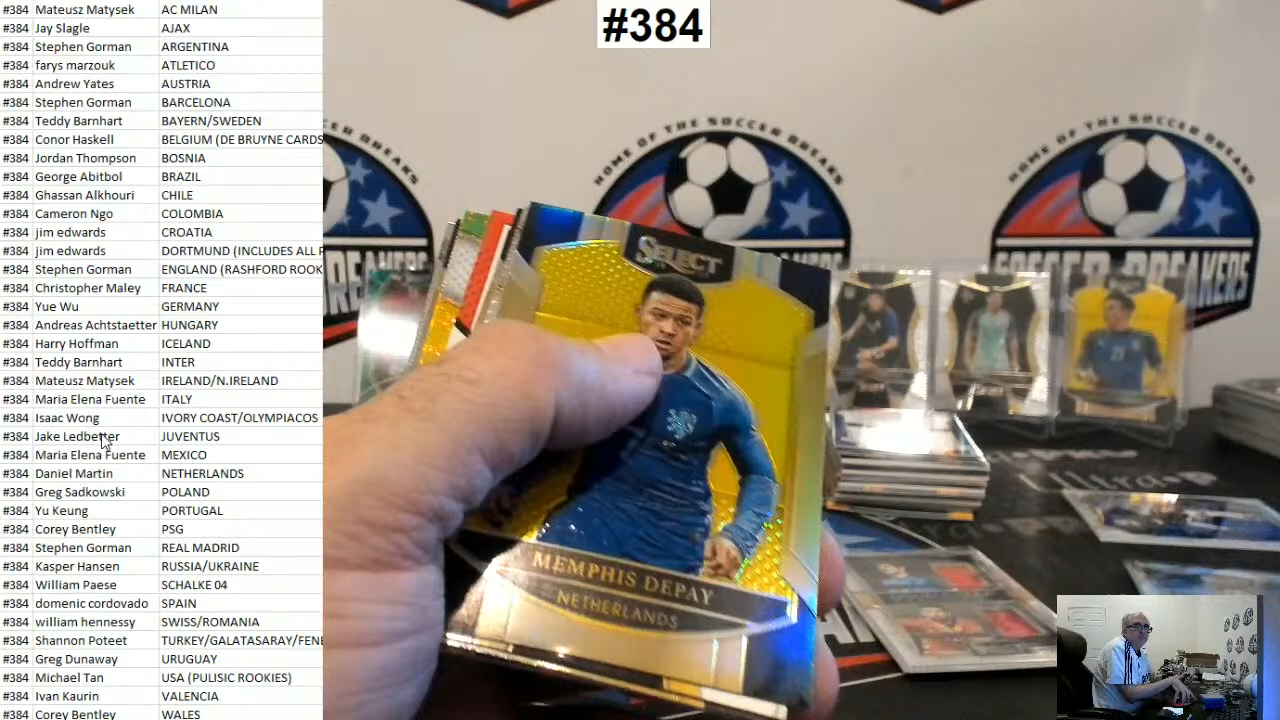 #384 Mateusz Matysek AC MILAN
#384 Jay Slagle AJAX
#384 Stephen Gorman ARGENTINA
#384 farys marzouk ATLETICO
#384 Andrew Yates AUSTRIA
#384 Stephen Gorman BARCELONA
#384 Teddy Barnhart BAYERN/SWEDEN
#384 Conor Haskell BELGIUM (DE BRUYNE CARDS
#384 Jordan Thompson BOSNIA
#384 George Abitbol BRAZIL
#384 Ghassan Alkhouri CHILE
#384 Cameron Ngo COLOMBIA
#384 jim edwards CROATIA
#384 jim edwards DORTMUND (INCLUDES ALL
#384 Stephen Gorman ENGLAND (RASHFORD ROOK
#384 Christopher Maley FRANCE
#384 Yue Wu GERMANY
#384 Andreas Achtstaetter HUNGARY
#384 Harry Hoffman ICELAND
#384 Teddy Barnhart INTER
#384 Mateusz Matysek IRELAND/N.IRELAND
#384 Maria Elena Fuente ITALY
#384 Isaac Wong IVORY COAST/OLYMPIACOS
#384 Jake Ledbetter JUVENTUS
#384 Maria Elena Fuente MEXICO
#384 Daniel Martin NETHERLANDS
#384 Greg Sadkowski POLAND
#384 Yu Keung PORTUGAL
#384 Corey Bentley PSG
#384 Stephen Gorman REAL MADRID
#384 Kasper Hansen RUSSIA/UKRAINE
#384 William Paese SCHALKE 04
#384 domenic cordovado SPAIN
#384 william hennessy SWISS/ROMANIA
#384 Shannon Poteet TURKEY/GALATASARAY/FENE
#384 Greg Dunaway URUGUAY
#384 Michael Tan USA (PULISIC ROOKIES)
#384 Ivan Kaurin VALENCIA
#384 Corey Bentley WALES
#384
HOME OF THE SOCCER BREAKS
HOME OF THE SOCCER BREAKS
SOCCER BREAKERS
SELECT
MEMPHIS DEPAY
NETHERLANDS